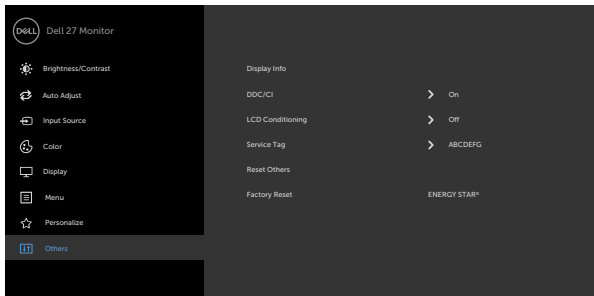 DELL Dell 27 Monitor
Brightness/Contrast
Auto Adjust
Input Source
Color
Display
Menu
Personalize
Others
Display Info
DDC/CI > On
LCD Conditioning > Off
Service Tag > ABCDEFG
Reset Others
Factory Reset ENERGY STAR®